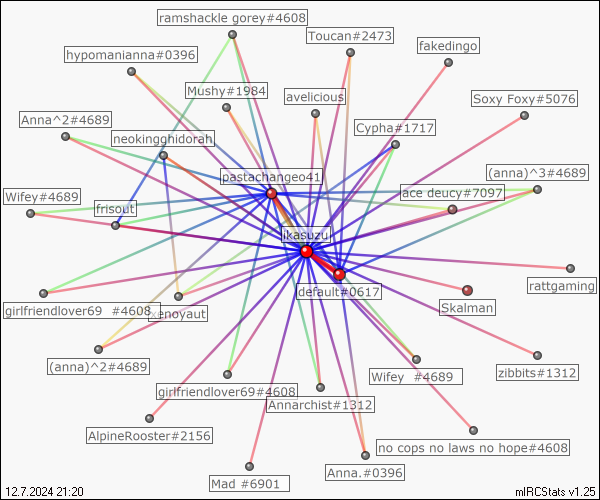 ramshackle gorey#4608
Toucan#2473
fakedingo
hypomanianna#0396
Mushy#1984
avelicious
Soxy Foxy#5076
Anna^2#4689
neokingghidorah
Cypha#1717
pastachangeo41
(anna)^3#4689
ace deucy#7097
Wifey#4689
frisout
ikasuzu
rattgaming
default#0617
Skalman
girlfriendlover69 #4608
xenoyaut
(anna)^2#4689
Wifey #4689
zibbits#1312
girlfriendlover69#4608
Annarchist#1312
AlpineRooster#2156
no cops no laws no hope#4608
Anna.#0396
Mad #6901
12.7.2024 21:20
mIRCStats v1.25